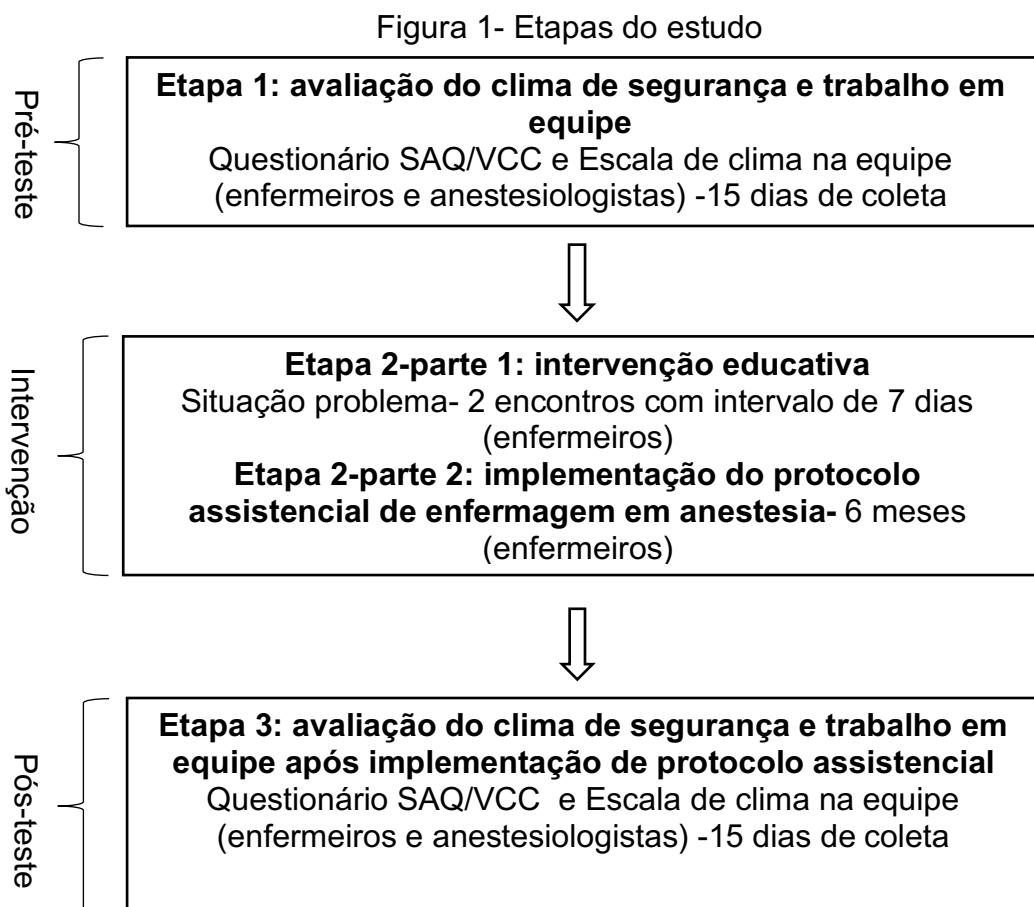 Figura 1- Etapas do estudo
Pré-teste
Etapa 1: avaliação do clima de segurança e trabalho em
equipe
Questionário SAQ/VCC e Escala de clima na equipe
(enfermeiros e anestesiologistas) -15 dias de coleta
Intervenção
Etapa 2-parte 1: intervenção educativa
Situação problema- 2 encontros com intervalo de 7 dias
(enfermeiros)
Etapa 2-parte 2: implementação do protocolo
assistencial de enfermagem em anestesia- 6 meses
(enfermeiros)
Pós-teste
Etapa 3: avaliação do clima de segurança e trabalho em
equipe após implementação de protocolo assistencial
Questionário SAQ/VCC e Escala de clima na equipe
(enfermeiros e anestesiologistas) -15 dias de coleta